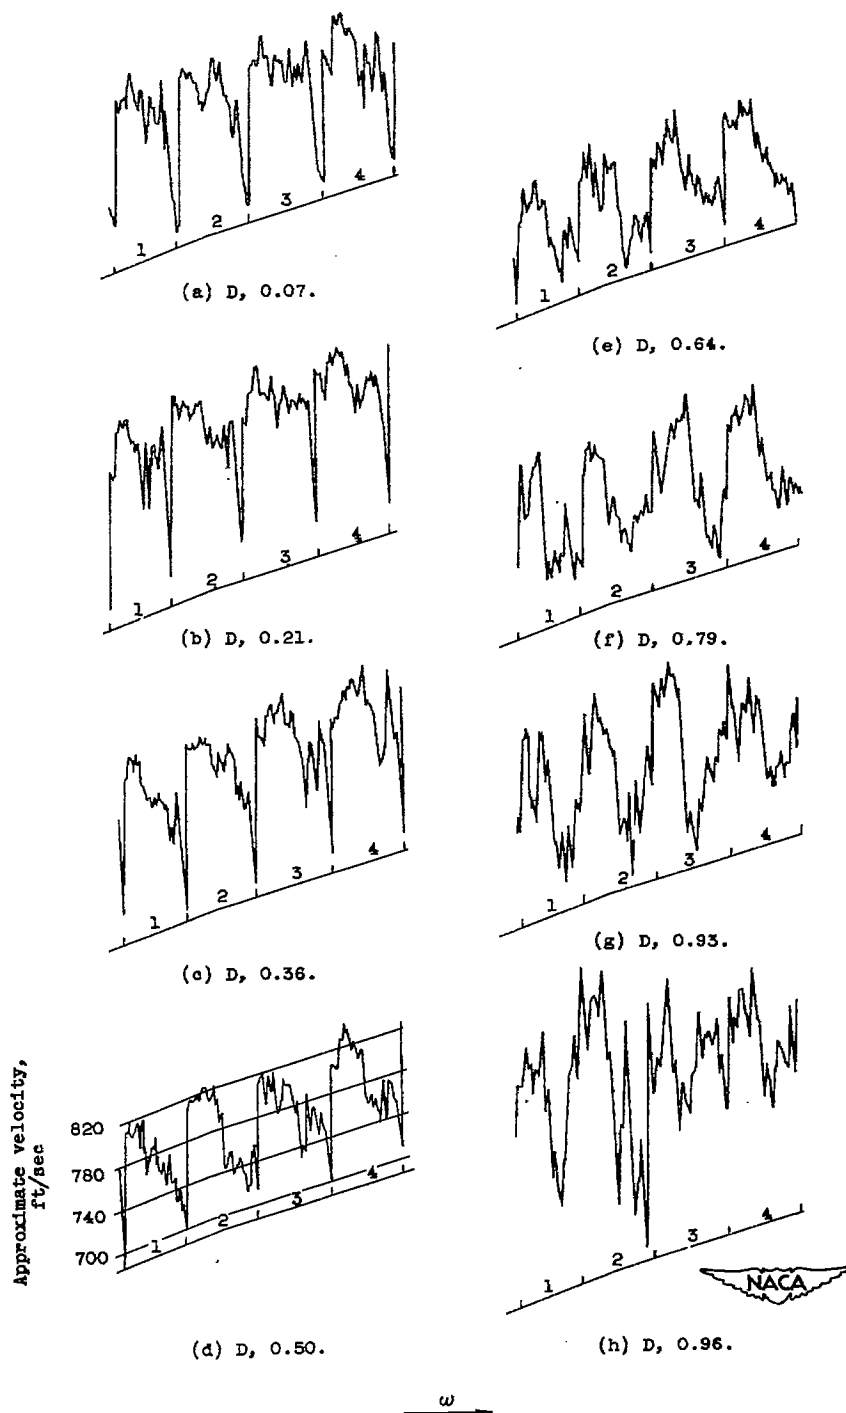 1 2 3 4
(a) D, 0.07.
1 2 3 4
(b) D, 0.21.
1 2 3 4
(c) D, 0.36.
Approximate velocity,
ft/sec
820
780
740
700
1 2 3 4
(d) D, 0.50.
1 2 3 4
(e) D, 0.64.
1 2 3 4
(f) D, 0.79.
1 2 3 4
(g) D, 0.93.
1 2 3 4
NACA
(h) D, 0.96.
ω